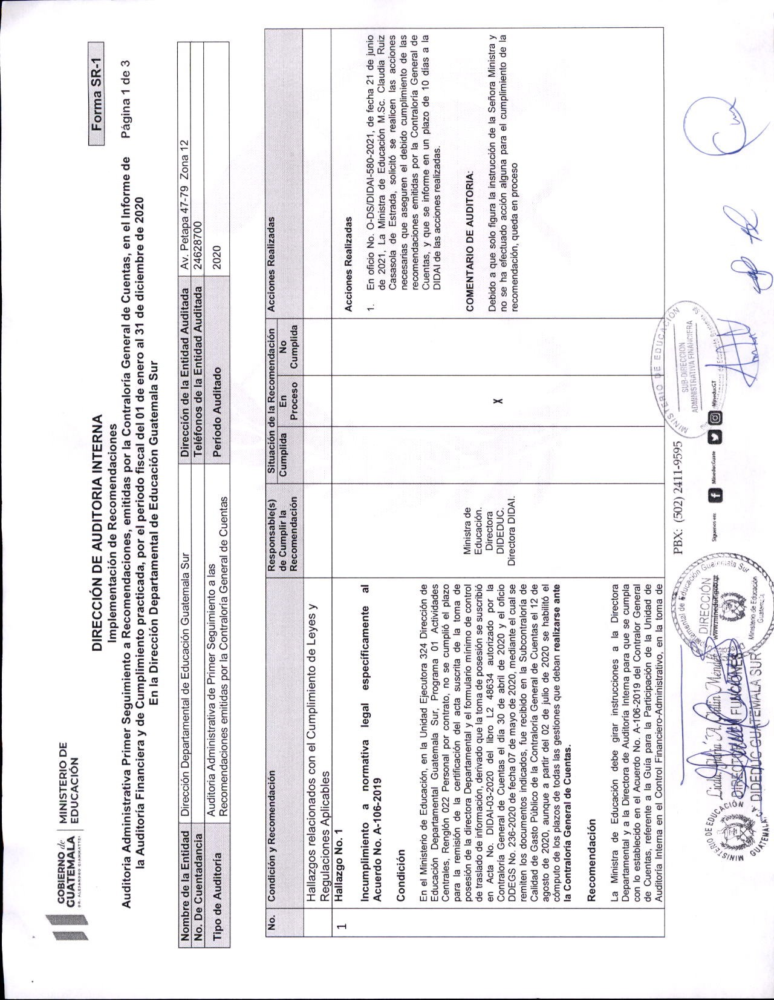 GOBIERNO de
GUATEMALA
DR. ALEJANDRO GIAMMATTEI
MINISTERIO DE
EDUCACIÓN
DIRECCIÓN DE AUDITORIA INTERNA
Forma SR-1
Implementación de Recomendaciones
Auditoria Administrativa Primer Seguimiento a Recomendaciones, emitidas por la Contraloría General de Cuentas, en el Informe de Página 1 de 3
la Auditoría Financiera y de Cumplimiento practicada, por el periodo fiscal del 01 de enero al 31 de diciembre de 2020
En la Dirección Departamental de Educación Guatemala Sur
Nombre de la Entidad Dirección Departamental de Educación Guatemala Sur Dirección de la Entidad Auditada Av. Petapa 47-79 Zona 12
No. De Cuentadancia Teléfonos de la Entidad Auditada 24628700
Tipo de Auditoría Auditoria Administrativa de Primer Seguimiento a las
Recomendaciones emitidas por la Contraloría General de Cuentas
Período Auditado 2020
No. Condición y Recomendación
Responsable(s)
de Cumplir la
Recomendación
Situación de la Recomendación
Cumplida
En
Proceso
No
Cumplida
Acciones Realizadas
Hallazgos relacionados con el Cumplimiento de Leyes y
Regulaciones Aplicables
1
Hallazgo No. 1
Incumplimiento a normativa legal específicamente al
Acuerdo No. A-106-2019
Condición
En el Ministerio de Educación, en la Unidad Ejecutora 324 Dirección de
Educación Departamental Guatemala Sur, Programa 01 Actividades
Centrales, Renglón 022 Personal por contrato, no se cumplió el plazo
para la remisión de la certificación del acta suscrita de la toma de
posesión de la directora Departamental y el formulario mínimo de control
de traslado de información, derivado que la toma de posesión se suscribió
en Acta No. DIDAI-03-2020 del libro L2 48634 autorizado por la
Contraloría General de Cuentas el día 30 de abril de 2020 y el oficio
DDEGS No. 236-2020 de fecha 07 de mayo de 2020, mediante el cual se
remiten los documentos indicados, fue recibido en la Subcontraloría de
Calidad de Gasto Público de la Contraloría General de Cuentas el 12 de
agosto de 2020, aunque a partir del 02 de julio de 2020 se habilitó el
cómputo de los plazos de todas las gestiones que deban realizarse ante
la Contraloría General de Cuentas.
Recomendación
La Ministra de Educación debe girar instrucciones a la Directora
Departamental y a la Directora de Auditoría Interna para que se cumpla
con lo establecido en el Acuerdo No. A-106-2019 del Contralor General
de Cuentas, referente a la Guía para la Participación de la Unidad de
Auditoría Interna en el Control Financiero-Administrativo, en la toma de
Ministra de
Educación.
Directora
DIDEDUC.
Directora DIDAI.
X
Acciones Realizadas
1. En oficio No. O-DS/DIDAI-580-2021, de fecha 21 de junio
de 2021, La Ministra de Educación M.Sc. Claudia Ruiz
Casasola de Estrada, solicitó se realicen las acciones
necesarias que aseguren el debido cumplimiento de las
recomendaciones emitidas por la Contraloría General de
Cuentas, y que se informe en un plazo de 10 días a la
DIDAI de las acciones realizadas.
COMENTARIO DE AUDITORIA:
Debido a que solo figura la instrucción de la Señora Ministra y
no se ha efectuado acción alguna para el cumplimiento de la
recomendación, queda en proceso
MINISTERIO DE EDUCACIÓN
GUATEMALA, C. A.
Licda. Gloria A.
DIDEDUC GUATEMALA SUR
DIRECCIÓN
www.mineduc.gob.gt
Ministerio de Educación
Guatemala
PBX: (502) 2411-9595
Síguenos en:
MineducGuate
MineducGT
MINISTERIO DE EDUCACIÓN
SUB-DIRECCION
ADMINISTRATIVA FINANCIERA